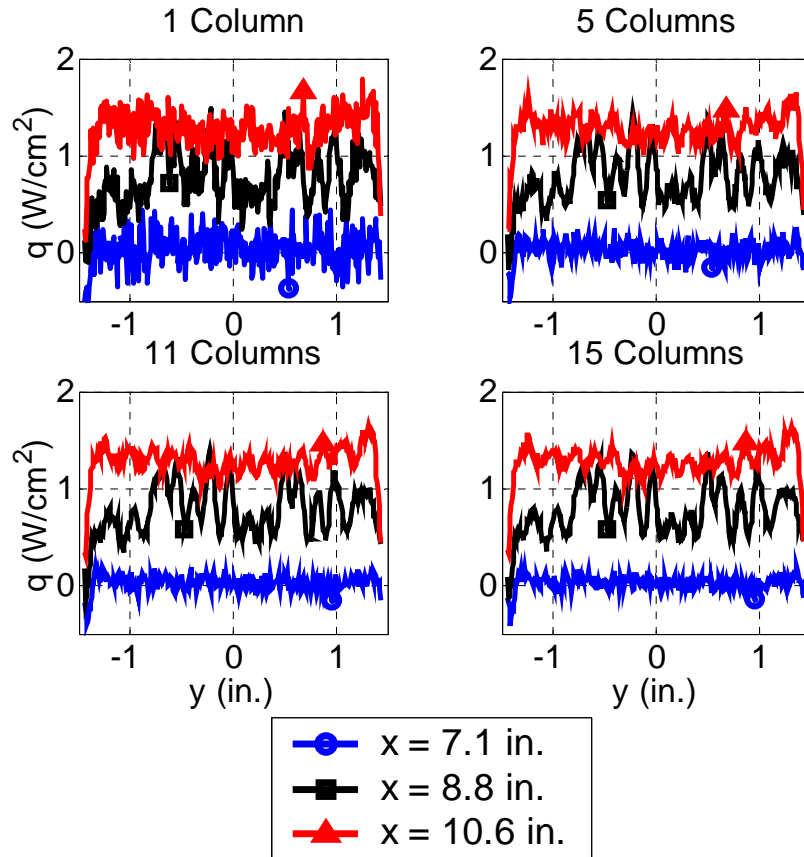 1 Column
5 Columns
2
1
0
q (W/cm²)
-1
0
1
2
1
0
-1
0
1
11 Columns
15 Columns
2
1
0
q (W/cm²)
-1
0
1
y (in.)
2
1
0
-1
0
1
y (in.)
x = 7.1 in.
x = 8.8 in.
x = 10.6 in.